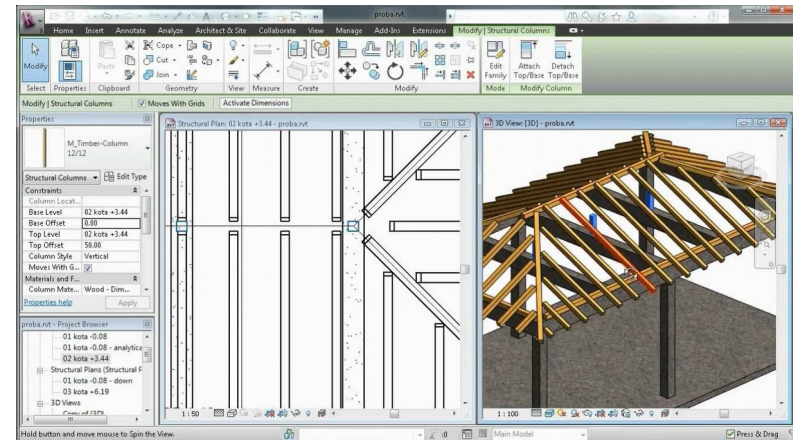 proba.rvt
Home Insert Annotate Analyze Architect & Site Collaborate View Manage Add-Ins Extensions Modify | Structural Columns
Modify
Paste
Cope
Cut
Join
Edit Family
Attach Top/Base
Detach Top/Base
Select Properties Clipboard Geometry View Measure Create Modify Mode Modify Column
Modify | Structural Columns Moves With Grids Activate Dimensions
Properties
M_Timber-Column
12/12
Structural Columns Edit Type
Constraints
Column Locat...
Base Level 02 kota +3.44
Base Offset 0.00
Top Level 02 kota +3.44
Top Offset 50.00
Column Style Vertical
Moves With G...
Materials and F...
Column Mate... Wood - Dim...
Properties help Apply
proba.rvt - Project Browser
01 kota -0.08
01 kota -0.08 - analytica
02 kota +3.44
Structural Plans (Structural F
01 kota -0.08 - down
03 kota +6.19
3D Views
Copy of {3D}
Structural Plan: 02 kota +3.44 - proba.rvt
1 : 50
3D View: {3D} - proba.rvt
1 : 100
Hold button and move mouse to Spin the View.
:0
Main Model
Press & Drag